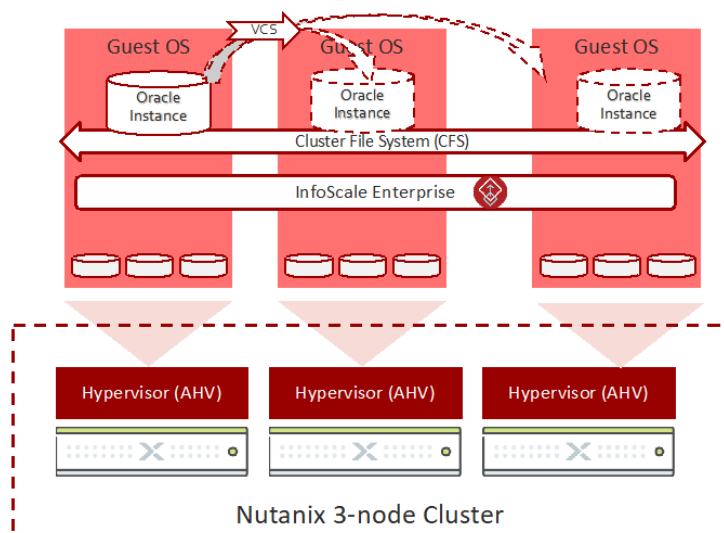 VCS
Guest OS
Guest OS
Guest OS
Oracle
Instance
Oracle
Instance
Oracle
Instance
Cluster File System (CFS)
InfoScale Enterprise
Hypervisor (AHV)
Hypervisor (AHV)
Hypervisor (AHV)
Nutanix 3-node Cluster